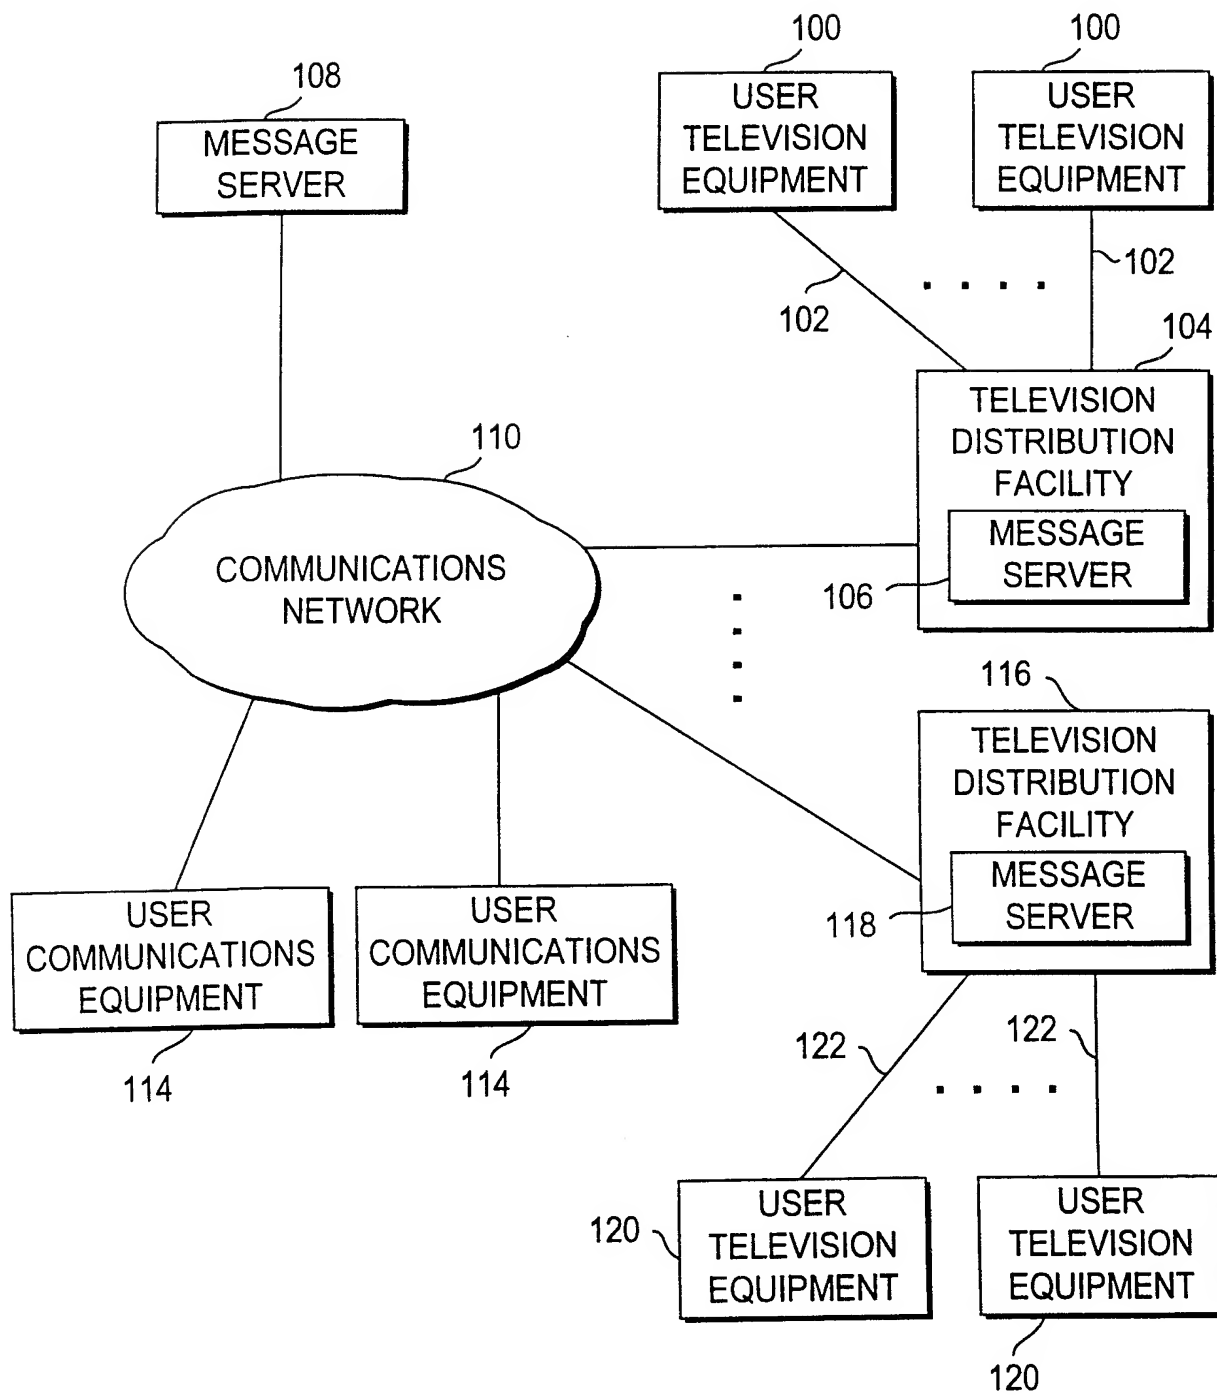 100
100
108
USER
TELEVISION
EQUIPMENT
USER
TELEVISION
EQUIPMENT
MESSAGE
SERVER
102
102
104
TELEVISION
DISTRIBUTION
FACILITY
MESSAGE
SERVER
106
110
COMMUNICATIONS
NETWORK
116
TELEVISION
DISTRIBUTION
FACILITY
MESSAGE
SERVER
118
USER
COMMUNICATIONS
EQUIPMENT
USER
COMMUNICATIONS
EQUIPMENT
114
114
122
122
USER
TELEVISION
EQUIPMENT
USER
TELEVISION
EQUIPMENT
120
120